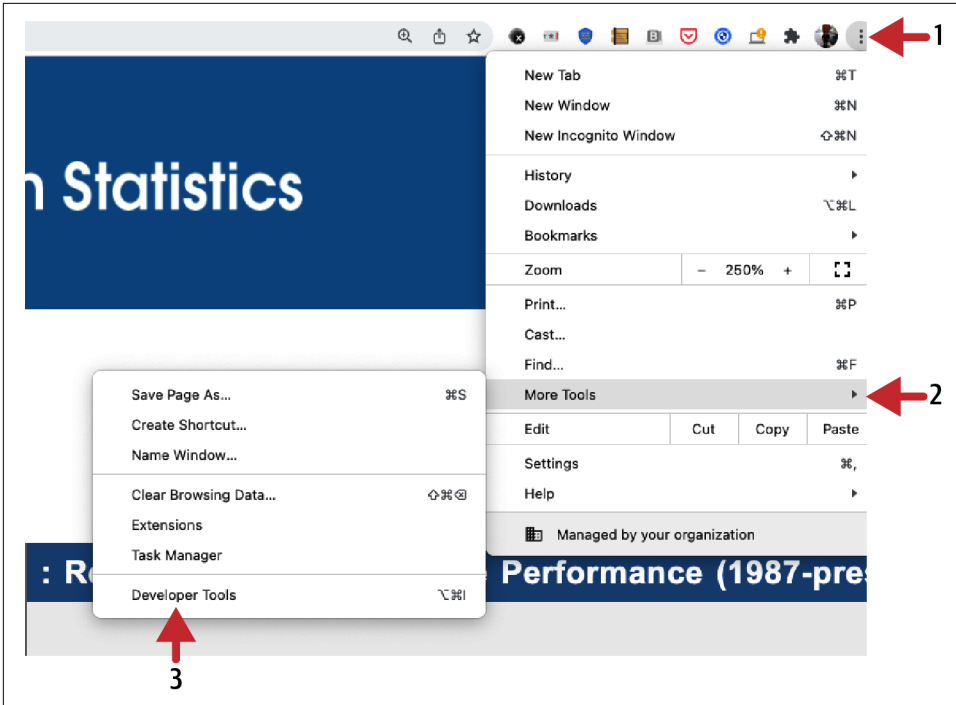 1
New Tab ⌘T
New Window ⌘N
New Incognito Window ⇧⌘N
n Statistics
History
Downloads ⌥⌘L
Bookmarks
Zoom - 250% +
Print... ⌘P
Cast...
Find... ⌘F
More Tools
2
Edit Cut Copy Paste
Settings ⌘,
Help
Managed by your organization
Save Page As... ⌘S
Create Shortcut...
Name Window...
Clear Browsing Data... ⇧⌘⌫
Extensions
Task Manager
Developer Tools ⌥⌘I
: R
Performance (1987-pres
3